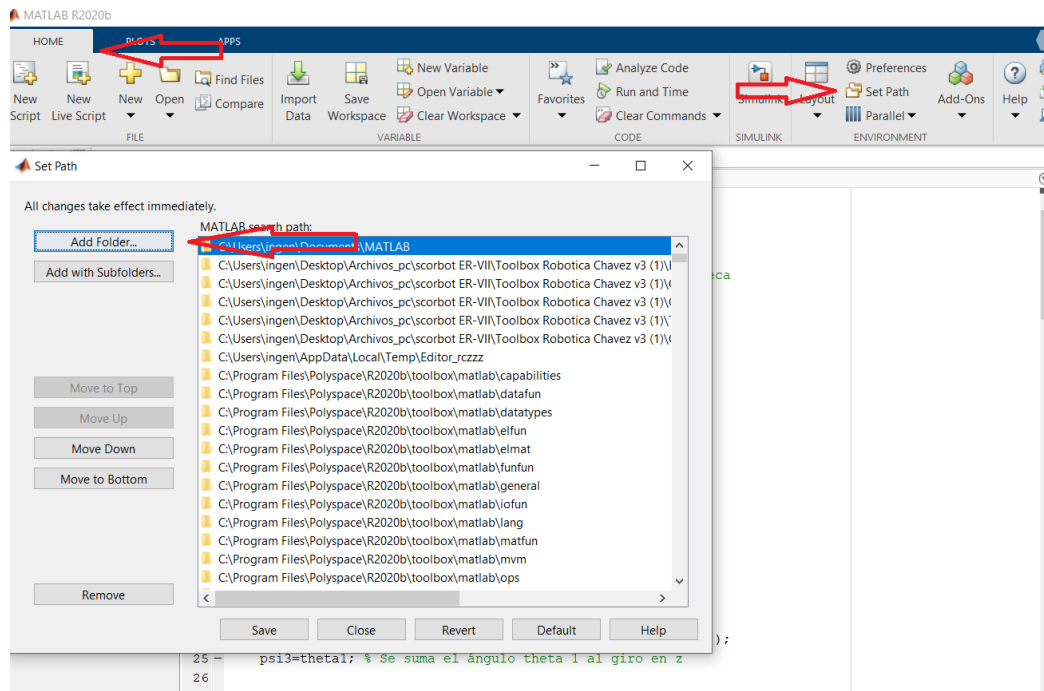 MATLAB R2020b
HOME PLOTS APPS
New Script
New Live Script
New
Open
Find Files
Compare
FILE
Import Data
Save Workspace
New Variable
Open Variable
Clear Workspace
VARIABLE
Favorites
Analyze Code
Run and Time
Clear Commands
CODE
Simulink
SIMULINK
Layout
Preferences
Set Path
Parallel
ENVIRONMENT
Add-Ons
Help
Set Path
All changes take effect immediately.
MATLAB search path:
Add Folder...
Add with Subfolders...
Move to Top
Move Up
Move Down
Move to Bottom
Remove
C:\Users\ingen\Documents\MATLAB
C:\Users\ingen\Desktop\Archivos_pc\scorbot ER-VII\Toolbox Robotica Chavez v3 (1)\
C:\Users\ingen\Desktop\Archivos_pc\scorbot ER-VII\Toolbox Robotica Chavez v3 (1)\
C:\Users\ingen\Desktop\Archivos_pc\scorbot ER-VII\Toolbox Robotica Chavez v3 (1)\
C:\Users\ingen\Desktop\Archivos_pc\scorbot ER-VII\Toolbox Robotica Chavez v3 (1)\
C:\Users\ingen\Desktop\Archivos_pc\scorbot ER-VII\Toolbox Robotica Chavez v3 (1)\
C:\Users\ingen\AppData\Local\Temp\Editor_rczzz
C:\Program Files\Polyspace\R2020b\toolbox\matlab\capabilities
C:\Program Files\Polyspace\R2020b\toolbox\matlab\datafun
C:\Program Files\Polyspace\R2020b\toolbox\matlab\datatypes
C:\Program Files\Polyspace\R2020b\toolbox\matlab\elfun
C:\Program Files\Polyspace\R2020b\toolbox\matlab\elmat
C:\Program Files\Polyspace\R2020b\toolbox\matlab\funfun
C:\Program Files\Polyspace\R2020b\toolbox\matlab\general
C:\Program Files\Polyspace\R2020b\toolbox\matlab\iofun
C:\Program Files\Polyspace\R2020b\toolbox\matlab\lang
C:\Program Files\Polyspace\R2020b\toolbox\matlab\matfun
C:\Program Files\Polyspace\R2020b\toolbox\matlab\mvm
C:\Program Files\Polyspace\R2020b\toolbox\matlab\ops
Save Close Revert Default Help
eca
);
25 – psi3=theta1; % Se suma el ángulo theta 1 al giro en z
26